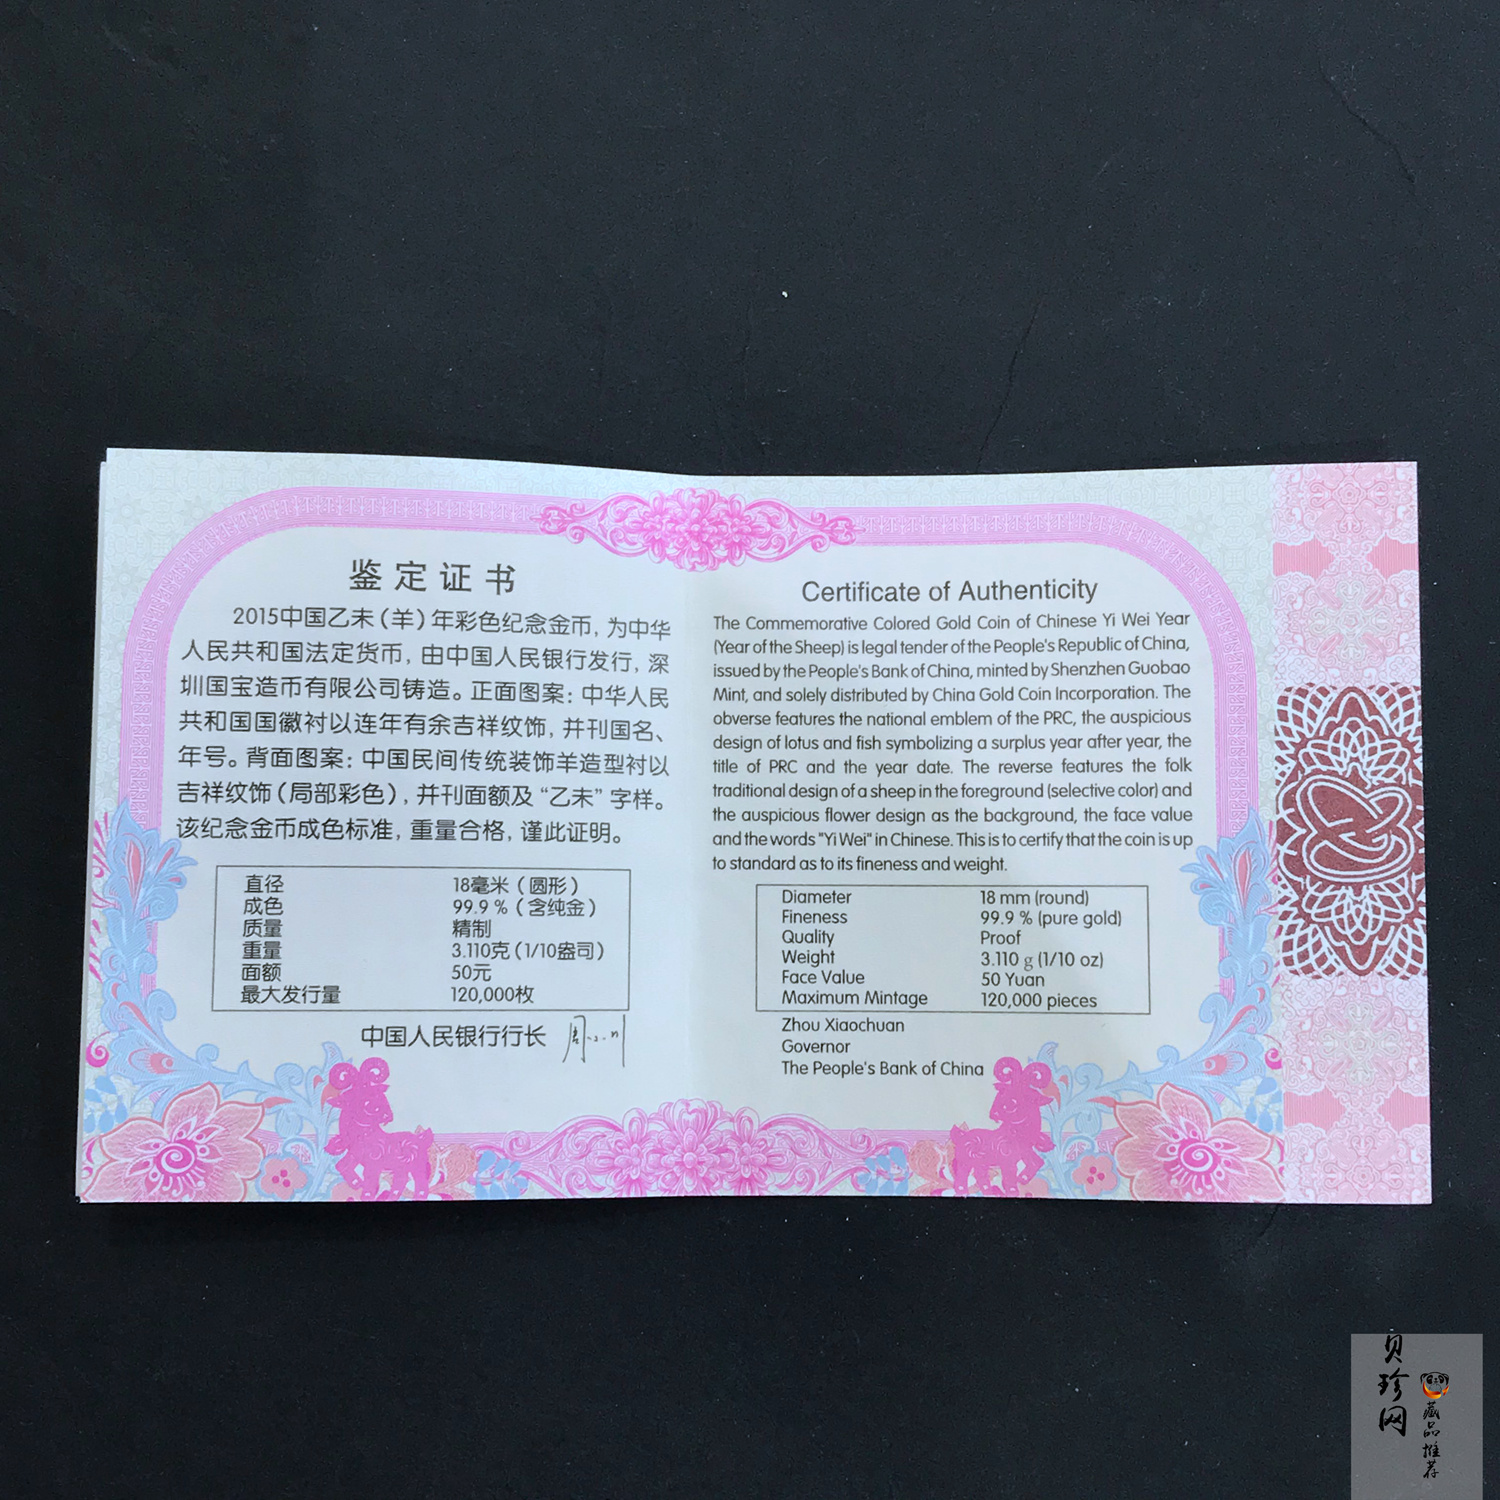 鉴定证书
2015中国乙未（羊）年彩色纪念金币，为中华
人民共和国法定货币，由中国人民银行发行，深
圳国宝造币有限公司铸造。正面图案：中华人民
共和国国徽衬以连年有余吉祥纹饰，并刊国名、
年号。背面图案：中国民间传统装饰羊造型衬以
吉祥纹饰（局部彩色），并刊面额及“乙未”字样。
该纪念金币成色标准，重量合格，谨此证明。
直径 18毫米（圆形）
成色 99.9%（含纯金）
质量 精制
重量 3.110克（1/10盎司）
面额 50元
最大发行量 120,000枚
中国人民银行行长 周小川
Certificate of Authenticity
The Commemorative Colored Gold Coin of Chinese Yi Wei Year
(Year of the Sheep) is legal tender of the People's Republic of China,
issued by the People's Bank of China, minted by Shenzhen Guobao
Mint, and solely distributed by China Gold Coin Incorporation. The
obverse features the national emblem of the PRC, the auspicious
design of lotus and fish symbolizing a surplus year after year, the
title of PRC and the year date. The reverse features the folk
traditional design of a sheep in the foreground (selective color) and
the auspicious flower design as the background, the face value
and the words "Yi Wei" in Chinese. This is to certify that the coin is up
to standard as to its fineness and weight.
Diameter 18 mm (round)
Fineness 99.9 % (pure gold)
Quality Proof
Weight 3.110 g (1/10 oz)
Face Value 50 Yuan
Maximum Mintage 120,000 pieces
Zhou Xiaochuan
Governor
The People's Bank of China
贝珍网
藏品推荐